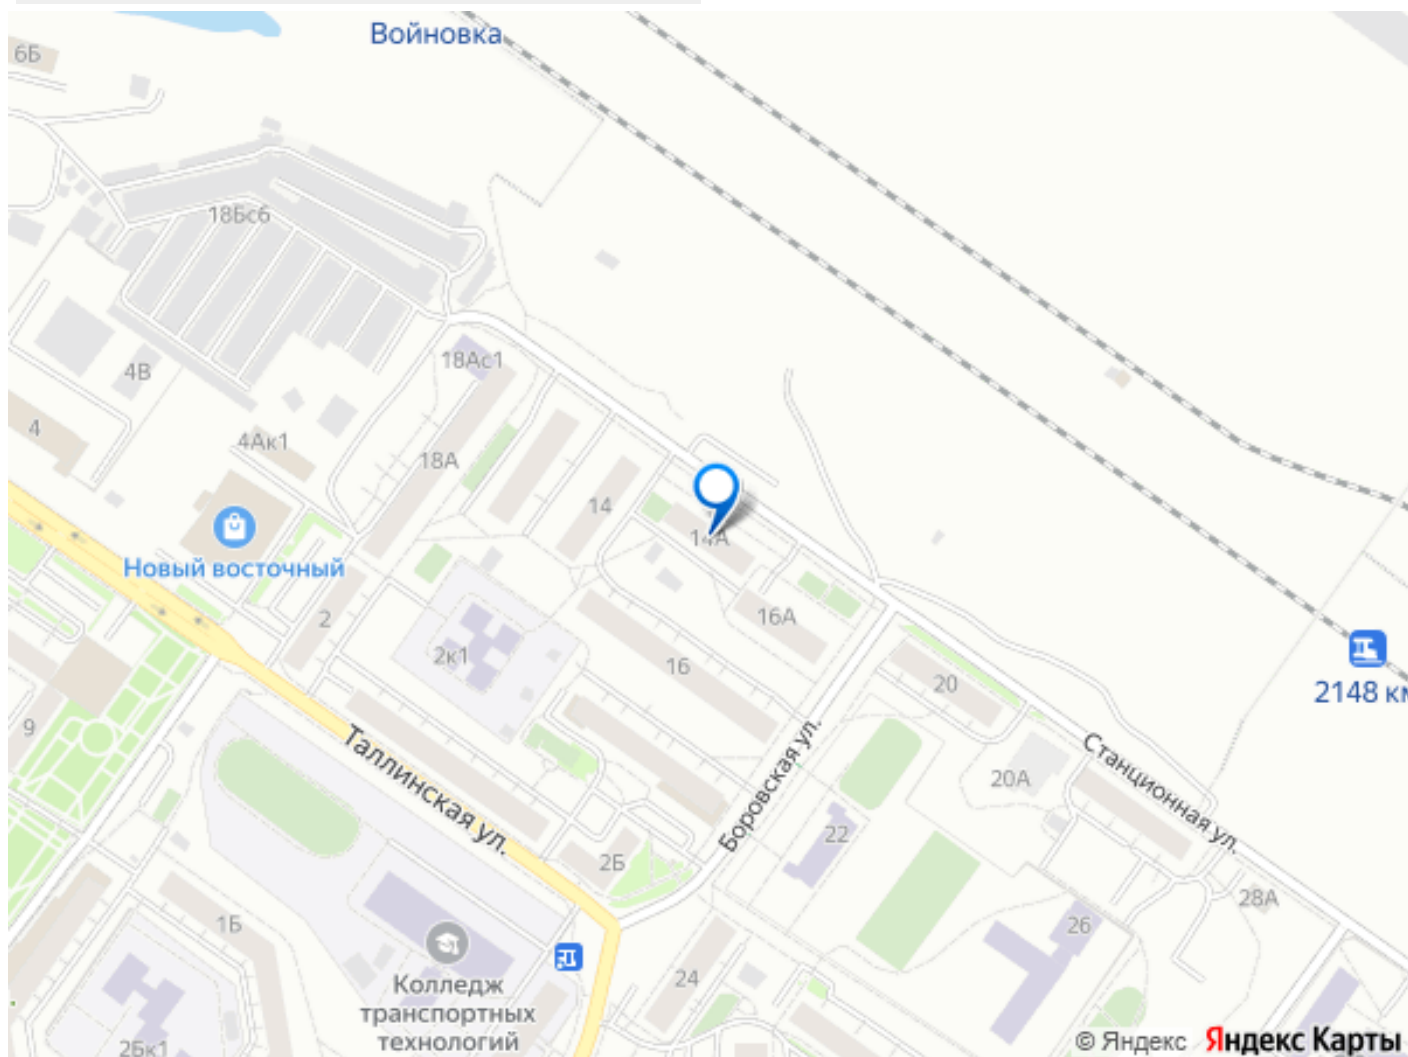 Войновка
6Б
18Бс6
18Ас1
4В
4
4Ак1
18А
14
14А
Новый восточный
2
16А
2к1
16
20
2148 км
9
Таллинская ул.
Боровская ул.
Станционная ул.
20А
22
2Б
28А
1Б
26
24
Колледж
транспортных
технологий
2Бк1
© Яндекс Яндекс Карты